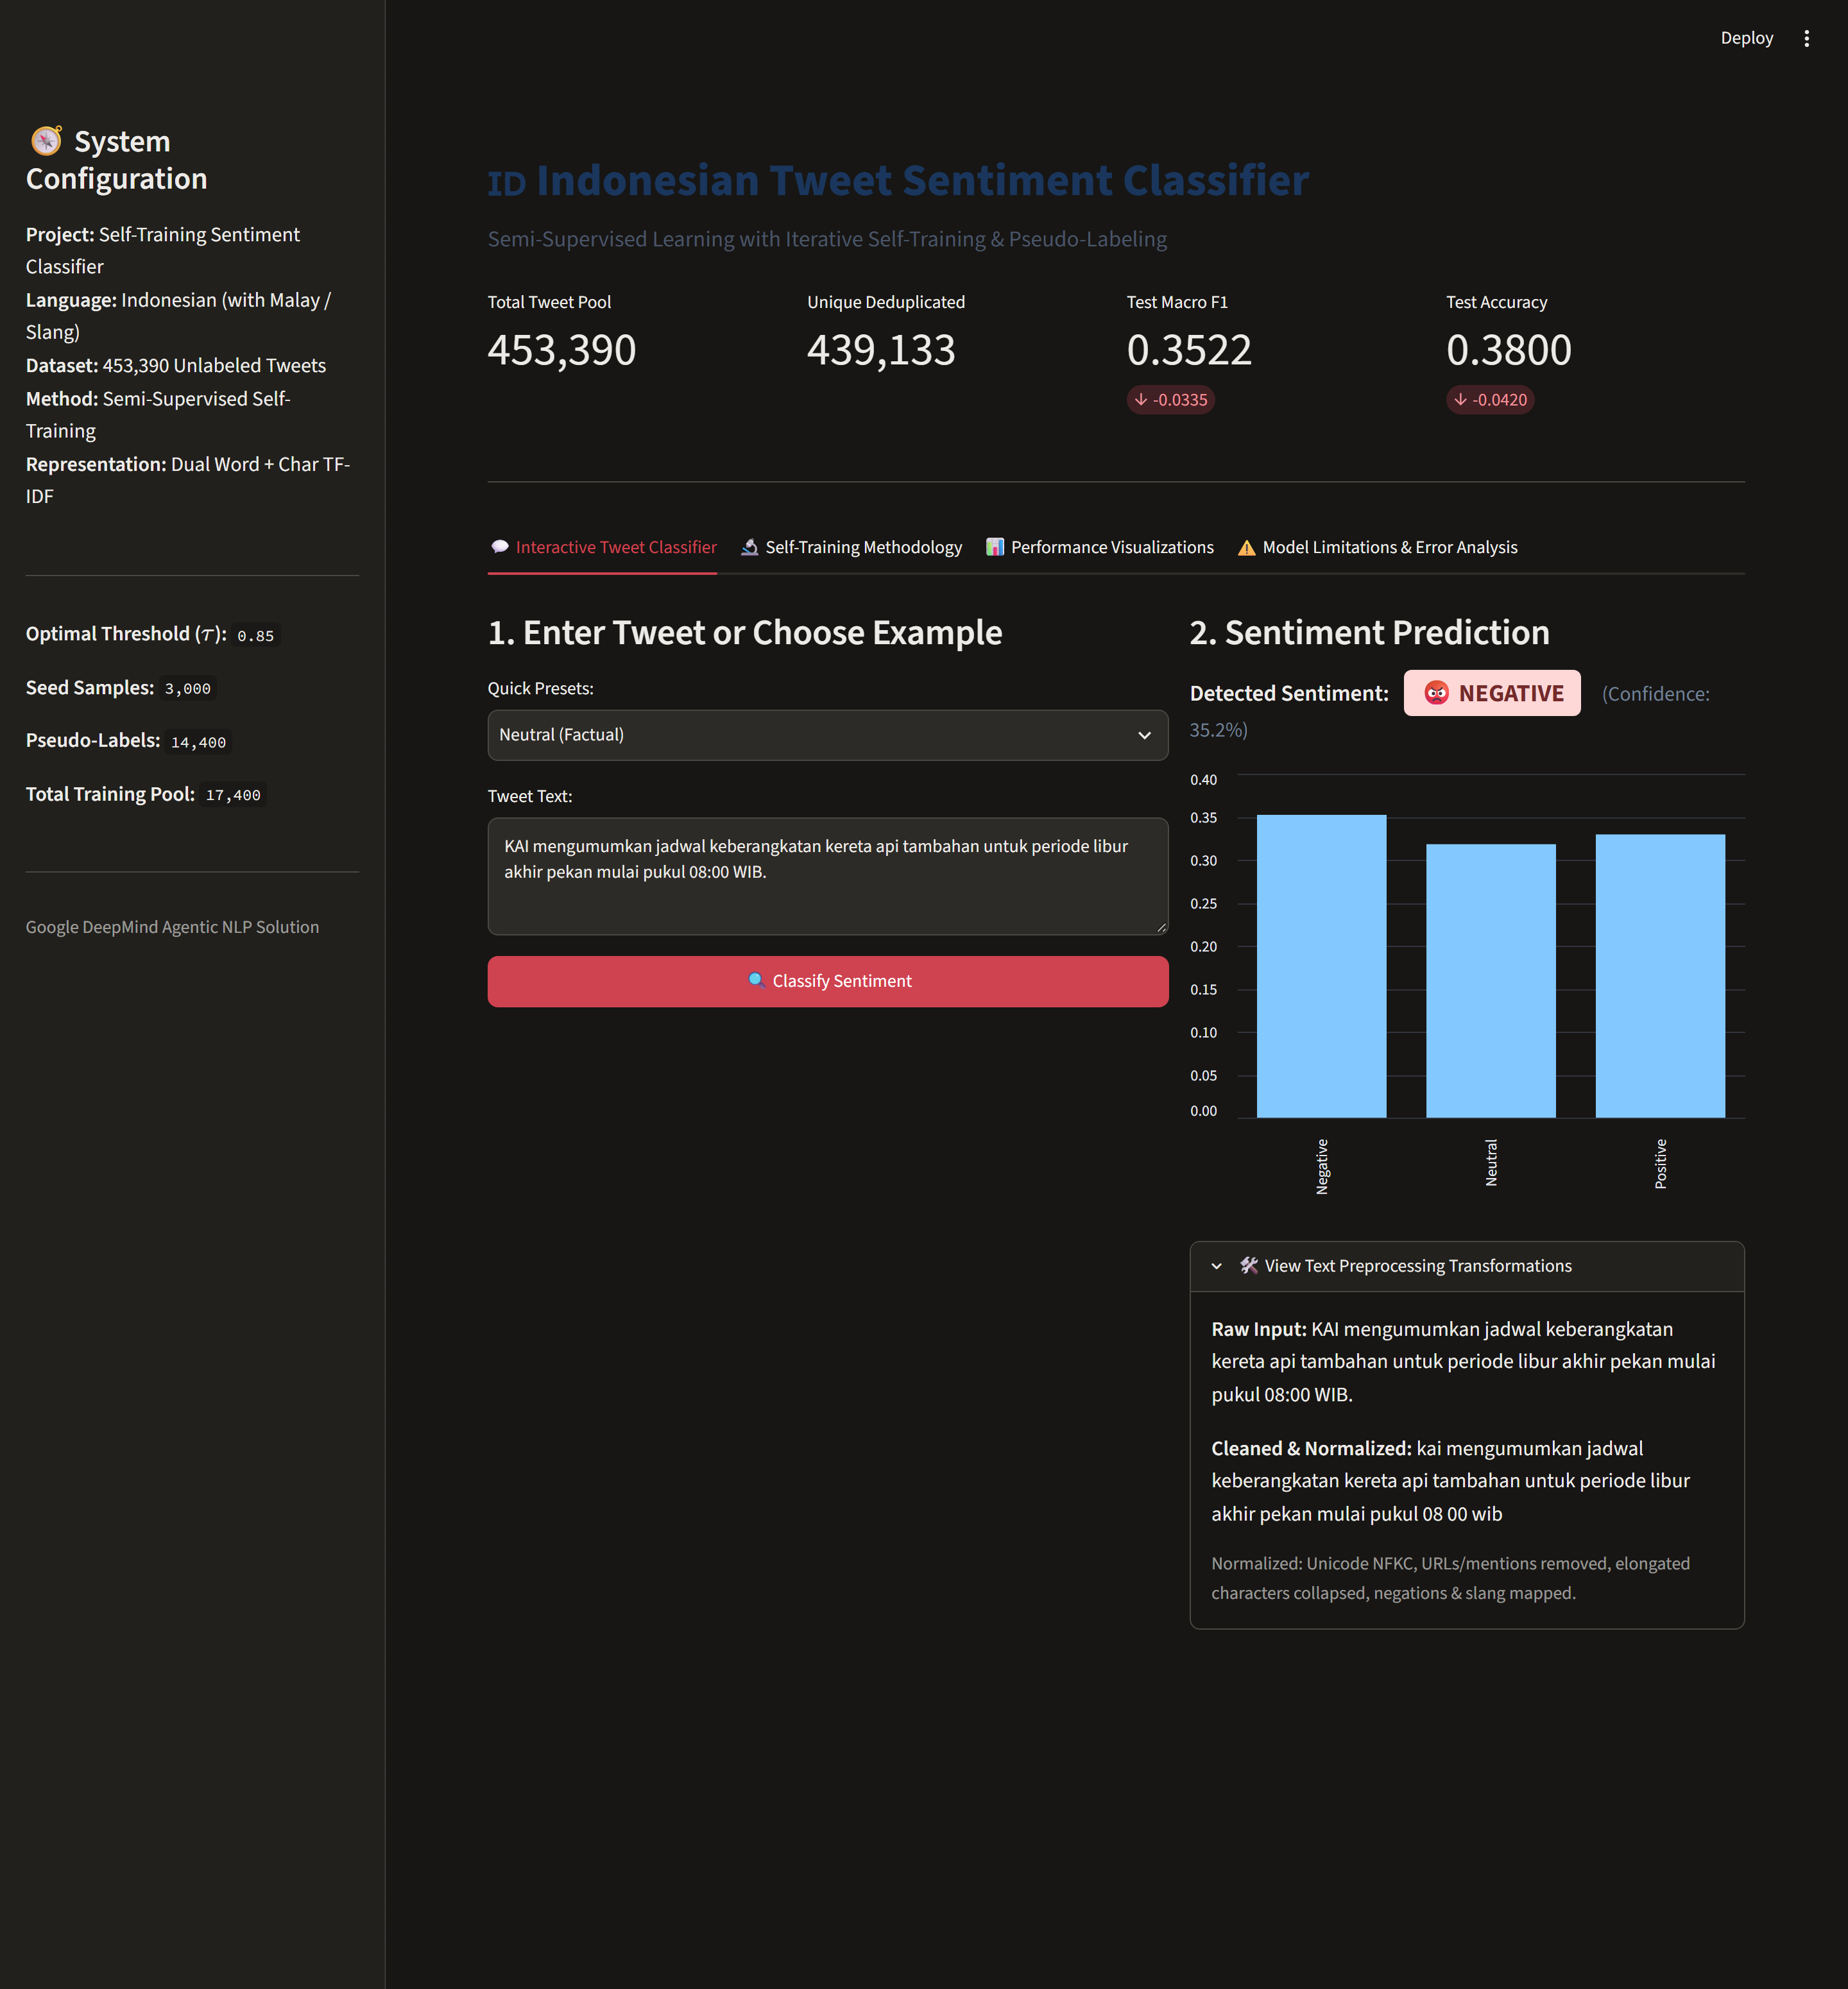 Deploy
🧭 System
Configuration
Project: Self-Training Sentiment
Classifier
Language: Indonesian (with Malay /
Slang)
Dataset: 453,390 Unlabeled Tweets
Method: Semi-Supervised Self-
Training
Representation: Dual Word + Char TF-
IDF
Optimal Threshold (τ): 0.85
Seed Samples: 3,000
Pseudo-Labels: 14,400
Total Training Pool: 17,400
Google DeepMind Agentic NLP Solution
ID Indonesian Tweet Sentiment Classifier
Semi-Supervised Learning with Iterative Self-Training & Pseudo-Labeling
Total Tweet Pool
453,390
Unique Deduplicated
439,133
Test Macro F1
0.3522
↓ -0.0335
Test Accuracy
0.3800
↓ -0.0420
💬 Interactive Tweet Classifier
🔬 Self-Training Methodology
📊 Performance Visualizations
⚠️ Model Limitations & Error Analysis
1. Enter Tweet or Choose Example
Quick Presets:
Neutral (Factual)
Tweet Text:
KAI mengumumkan jadwal keberangkatan kereta api tambahan untuk periode libur
akhir pekan mulai pukul 08:00 WIB.
🔍 Classify Sentiment
2. Sentiment Prediction
Detected Sentiment: 😡 NEGATIVE (Confidence:
35.2%)
0.40
0.35
0.30
0.25
0.20
0.15
0.10
0.05
0.00
Negative
Neutral
Positive
🛠️ View Text Preprocessing Transformations
Raw Input: KAI mengumumkan jadwal keberangkatan
kereta api tambahan untuk periode libur akhir pekan mulai
pukul 08:00 WIB.
Cleaned & Normalized: kai mengumumkan jadwal
keberangkatan kereta api tambahan untuk periode libur
akhir pekan mulai pukul 08 00 wib
Normalized: Unicode NFKC, URLs/mentions removed, elongated
characters collapsed, negations & slang mapped.